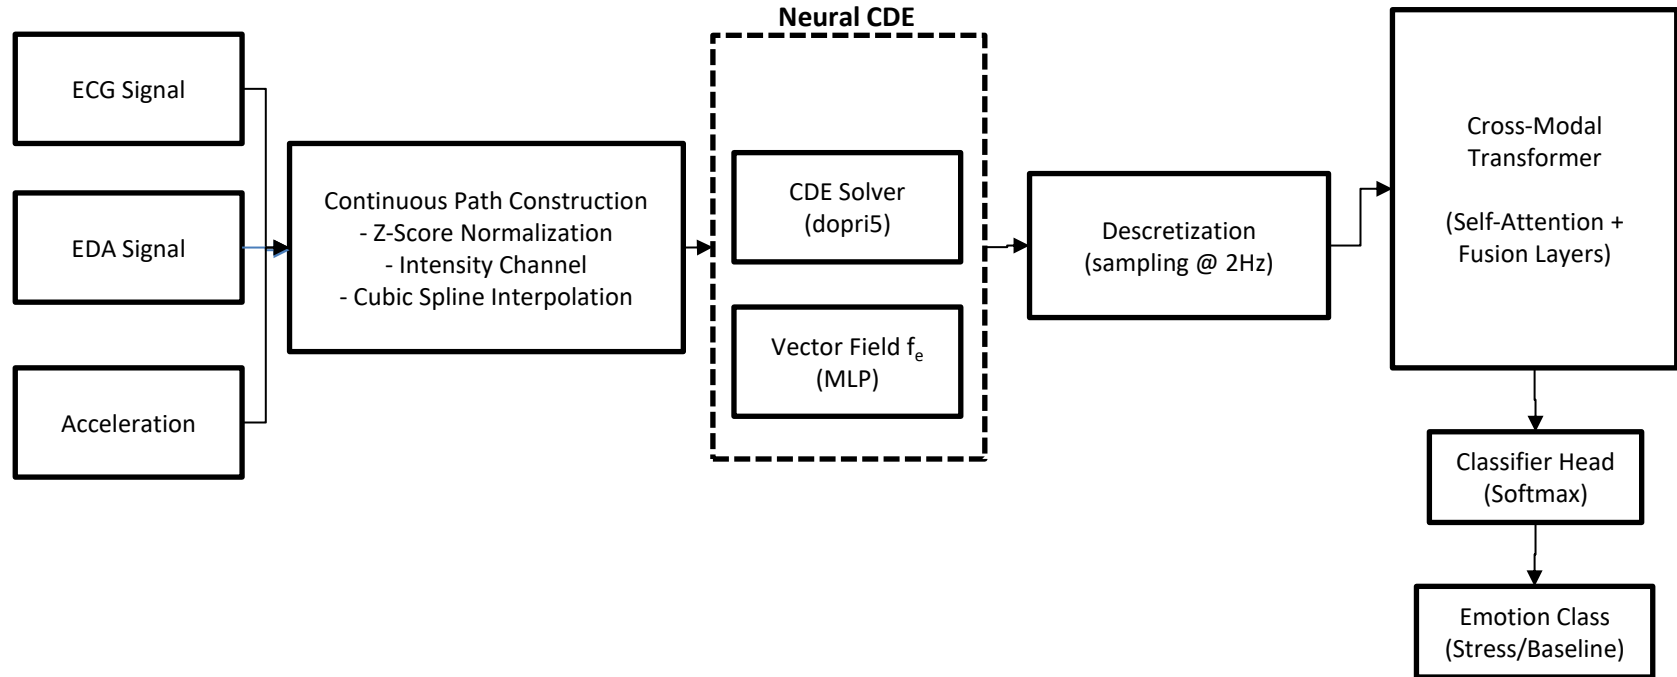 ECG Signal
EDA Signal
Acceleration
Continuous Path Construction
- Z-Score Normalization
- Intensity Channel
- Cubic Spline Interpolation
Neural CDE
CDE Solver
(dopri5)
Vector Field fₑ
(MLP)
Descretization
(sampling @ 2Hz)
Cross-Modal
Transformer
(Self-Attention +
Fusion Layers)
Classifier Head
(Softmax)
Emotion Class
(Stress/Baseline)